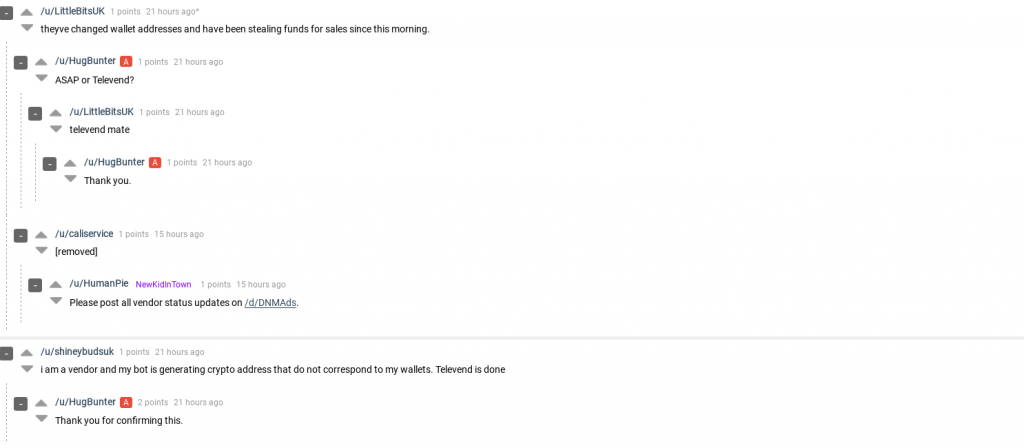 /u/LittleBitsUK 1 points 21 hours ago*
theyve changed wallet addresses and have been stealing funds for sales since this morning.
/u/HugBunter A 1 points 21 hours ago
ASAP or Televend?
/u/LittleBitsUK 1 points 21 hours ago
televend mate
/u/HugBunter A 1 points 21 hours ago
Thank you.
/u/caliservice 1 points 15 hours ago
[removed]
/u/HumanPie NewKidInTown 1 points 15 hours ago
Please post all vendor status updates on /d/DNMAds.
/u/shineybudsuk 1 points 21 hours ago
i am a vendor and my bot is generating crypto address that do not correspond to my wallets. Televend is done
/u/HugBunter A 2 points 21 hours ago
Thank you for confirming this.